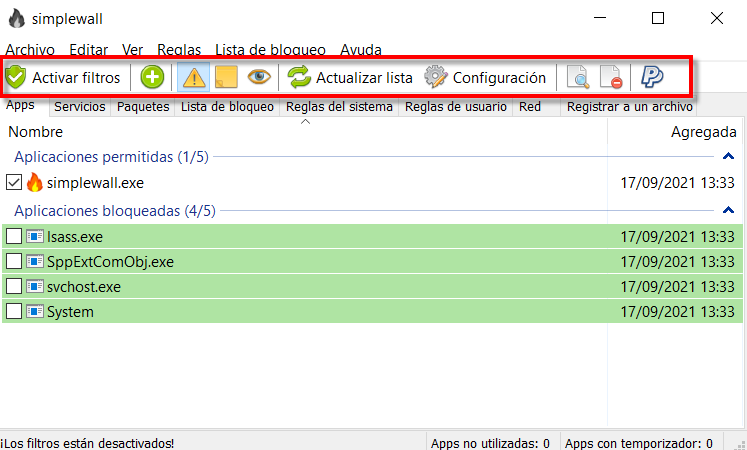 simplewall
Archivo Editar Ver Reglas Lista de bloqueo Ayuda
Activar filtros Actualizar lista Configuración
Apps Servicios Paquetes Lista de bloqueo Reglas del sistema Reglas de usuario Red Registrar a un archivo
Nombre Agregada
Aplicaciones permitidas (1/5)
simplewall.exe 17/09/2021 13:33
Aplicaciones bloqueadas (4/5)
lsass.exe 17/09/2021 13:33
SppExtComObj.exe 17/09/2021 13:33
svchost.exe 17/09/2021 13:33
System 17/09/2021 13:33
¡Los filtros están desactivados! Apps no utilizadas: 0 Apps con temporizador: 0